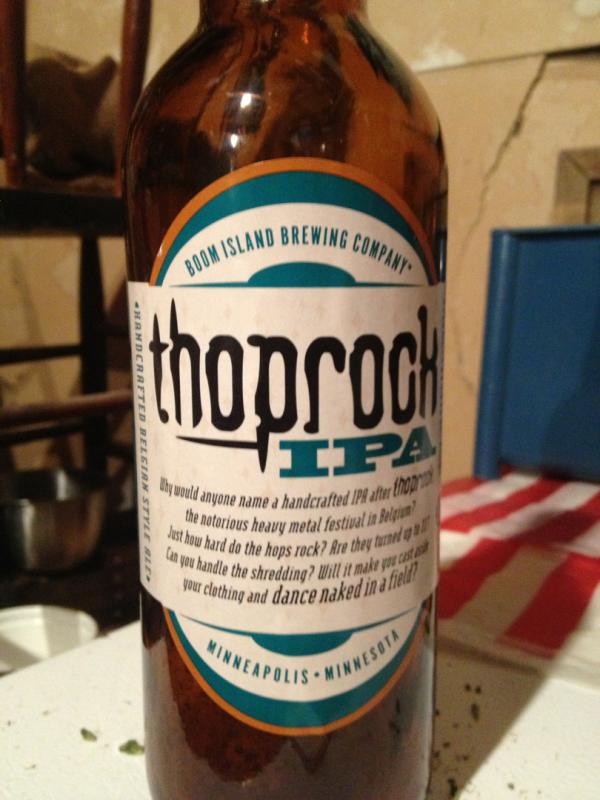 BOOM ISLAND BREWING COMPANY™
thoprock
IPA
Why would anyone name a handcrafted IPA after thoprock
the notorious heavy metal festival in Belgium?
Just how hard do the hops rock? Are they turned up to 11?
Can you handle the shredding? Will it make you cast aside
your clothing and dance naked in a field?
MINNEAPOLIS • MINNESOTA
HANDCRAFTED BELGIAN STYLE ALE